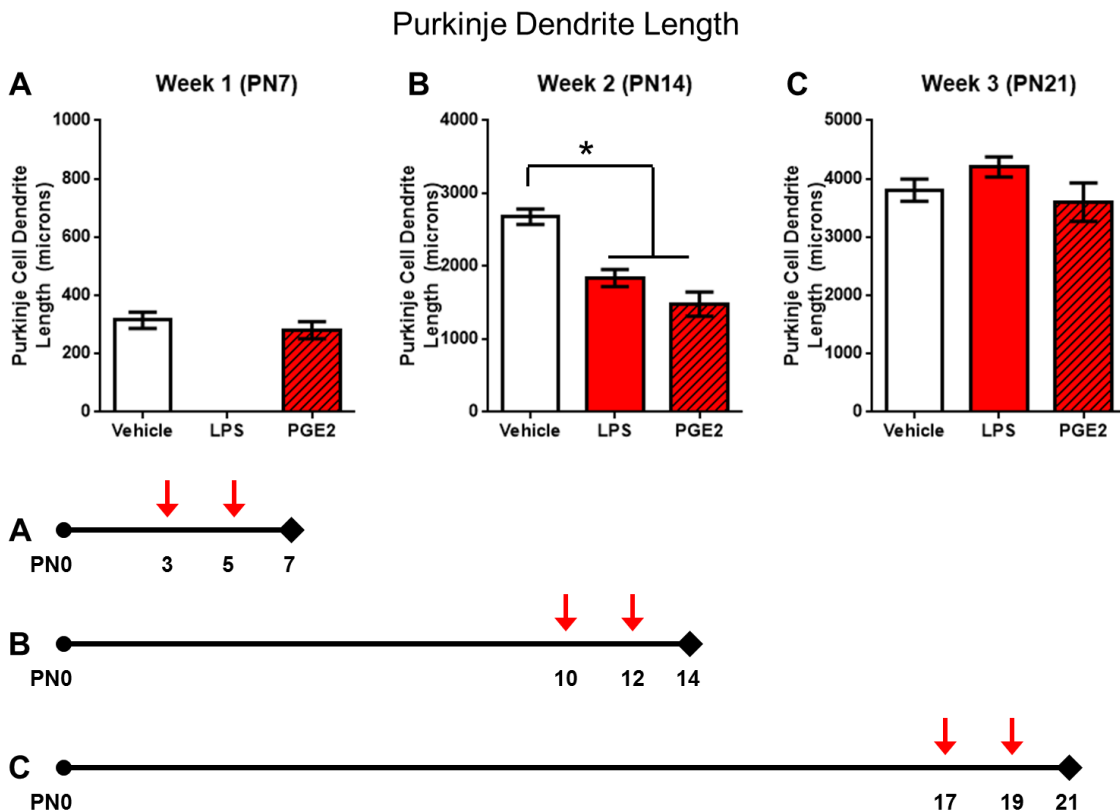 Purkinje Dendrite Length
A
Week 1 (PN7)
Purkinje Cell Dendrite
Length (microns)
1000
800
600
400
200
0
Vehicle LPS PGE2
B
Week 2 (PN14)
Purkinje Cell Dendrite
Length (microns)
4000
3000
2000
1000
0
*
Vehicle LPS PGE2
C
Week 3 (PN21)
Purkinje Cell Dendrite
Length (microns)
5000
4000
3000
2000
1000
0
Vehicle LPS PGE2
A
PN0 3 5 7
B
PN0 10 12 14
C
PN0 17 19 21